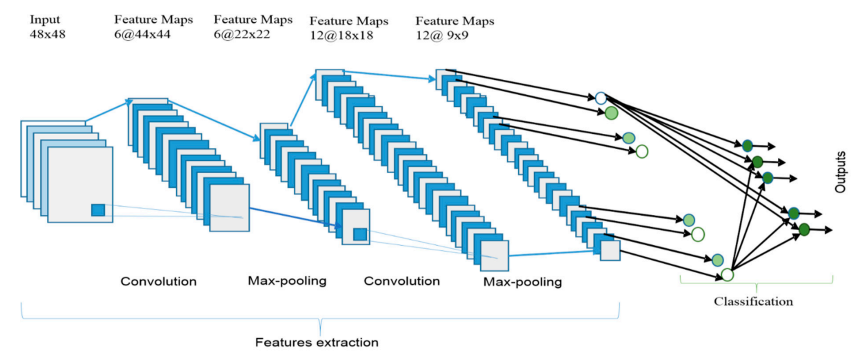 Input
48x48
Feature Maps
6@44x44
Feature Maps
6@22x22
Feature Maps
12@18x18
Feature Maps
12@ 9x9
Outputs
Convolution
Max-pooling
Convolution
Max-pooling
Classification
Features extraction